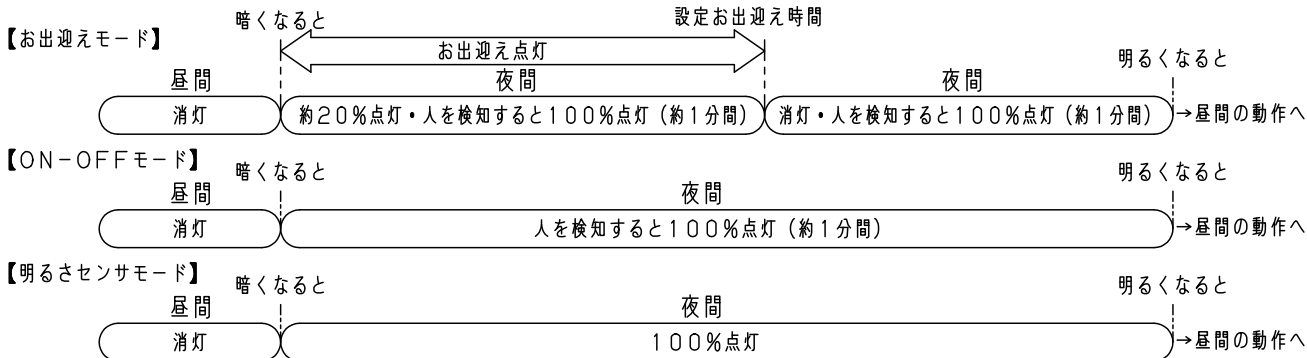 【お出迎えモード】
暗くなると
設定お出迎え時間
お出迎え点灯
明るくなると
昼間
夜間
夜間
消灯
約20%点灯・人を検知すると100%点灯(約1分間)
消灯・人を検知すると100%点灯(約1分間)
→昼間の動作へ
【ON-OFFモード】
暗くなると
明るくなると
昼間
夜間
消灯
人を検知すると100%点灯(約1分間)
→昼間の動作へ
【明るさセンサモード】
暗くなると
明るくなると
昼間
夜間
消灯
100%点灯
→昼間の動作へ